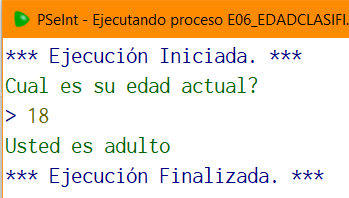 PSeInt - Ejecutando proceso E06_EDADCLASIFI
*** Ejecución Iniciada. ***
Cual es su edad actual?
> 18
Usted es adulto
*** Ejecución Finalizada. ***